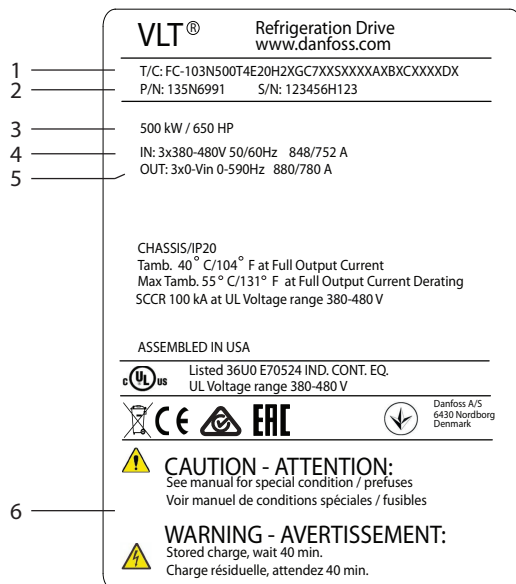 VLT® Refrigeration Drive
www.danfoss.com
1 T/C: FC-103N500T4E20H2XGC7XXSXXXXAXBXCXXXXDX
2 P/N: 135N6991 S/N: 123456H123
3 500 kW / 650 HP
4 IN: 3x380-480V 50/60Hz 848/752 A
5 OUT: 3x0-Vin 0-590Hz 880/780 A
CHASSIS/IP20
Tamb. 40° C/104° F at Full Output Current
Max Tamb. 55° C/131° F at Full Output Current Derating
SCCR 100 kA at UL Voltage range 380-480 V
ASSEMBLED IN USA
c UL us Listed 36U0 E70524 IND. CONT. EQ.
UL Voltage range 380-480 V
CE EAC
Danfoss A/S
6430 Nordborg
Denmark
CAUTION - ATTENTION:
See manual for special condition / prefuses
Voir manuel de conditions spéciales / fusibles
6
WARNING - AVERTISSEMENT:
Stored charge, wait 40 min.
Charge résiduelle, attendez 40 min.